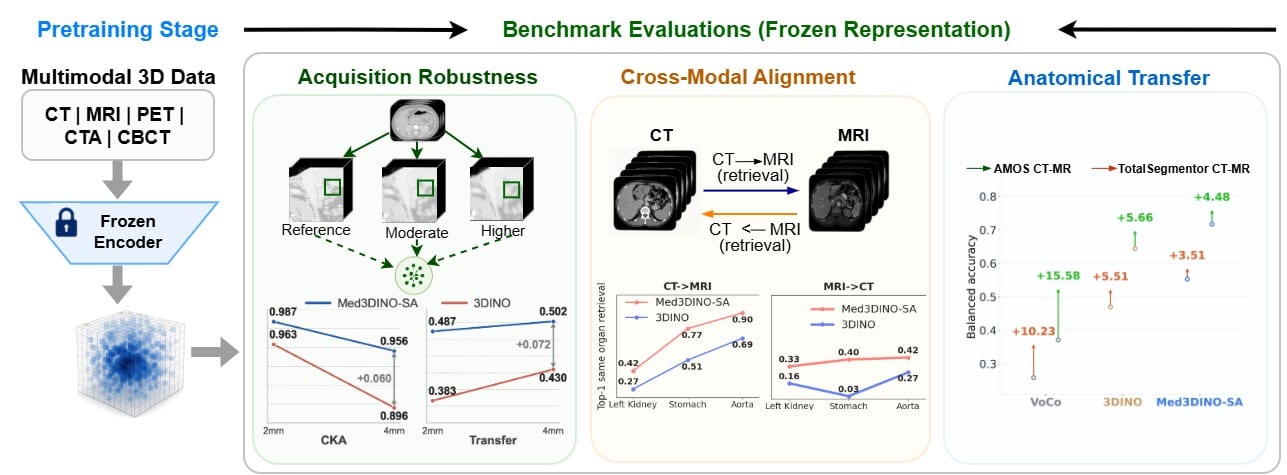 Pretraining Stage
Benchmark Evaluations (Frozen Representation)
Multimodal 3D Data
CT | MRI | PET |
CTA | CBCT
Frozen
Encoder
Acquisition Robustness
Reference
Moderate
Higher
Med3DINO-SA
3DINO
0.987
0.963
0.956
+0.060
0.896
2mm
4mm
CKA
0.487
0.502
+0.072
0.383
0.430
2mm
4mm
Transfer
Cross-Modal Alignment
CT
MRI
CT—→MRI
(retrieval)
CT <— MRI
(retrieval)
CT->MRI
Top-1 same organ retrieval
Med3DINO-SA
3DINO
0.42
0.27
0.77
0.51
0.90
0.69
Left Kidney
Stomach
Aorta
MRI->CT
Med3DINO-SA
3DINO
0.33
0.16
0.40
0.03
0.42
0.27
Left Kidney
Stomach
Aorta
Anatomical Transfer
AMOS CT-MR
TotalSegmentor CT-MR
Balanced accuracy
0.8
0.7
0.6
0.5
0.4
0.3
+10.23
+15.58
+5.51
+5.66
+3.51
+4.48
VoCo
3DINO
Med3DINO-SA